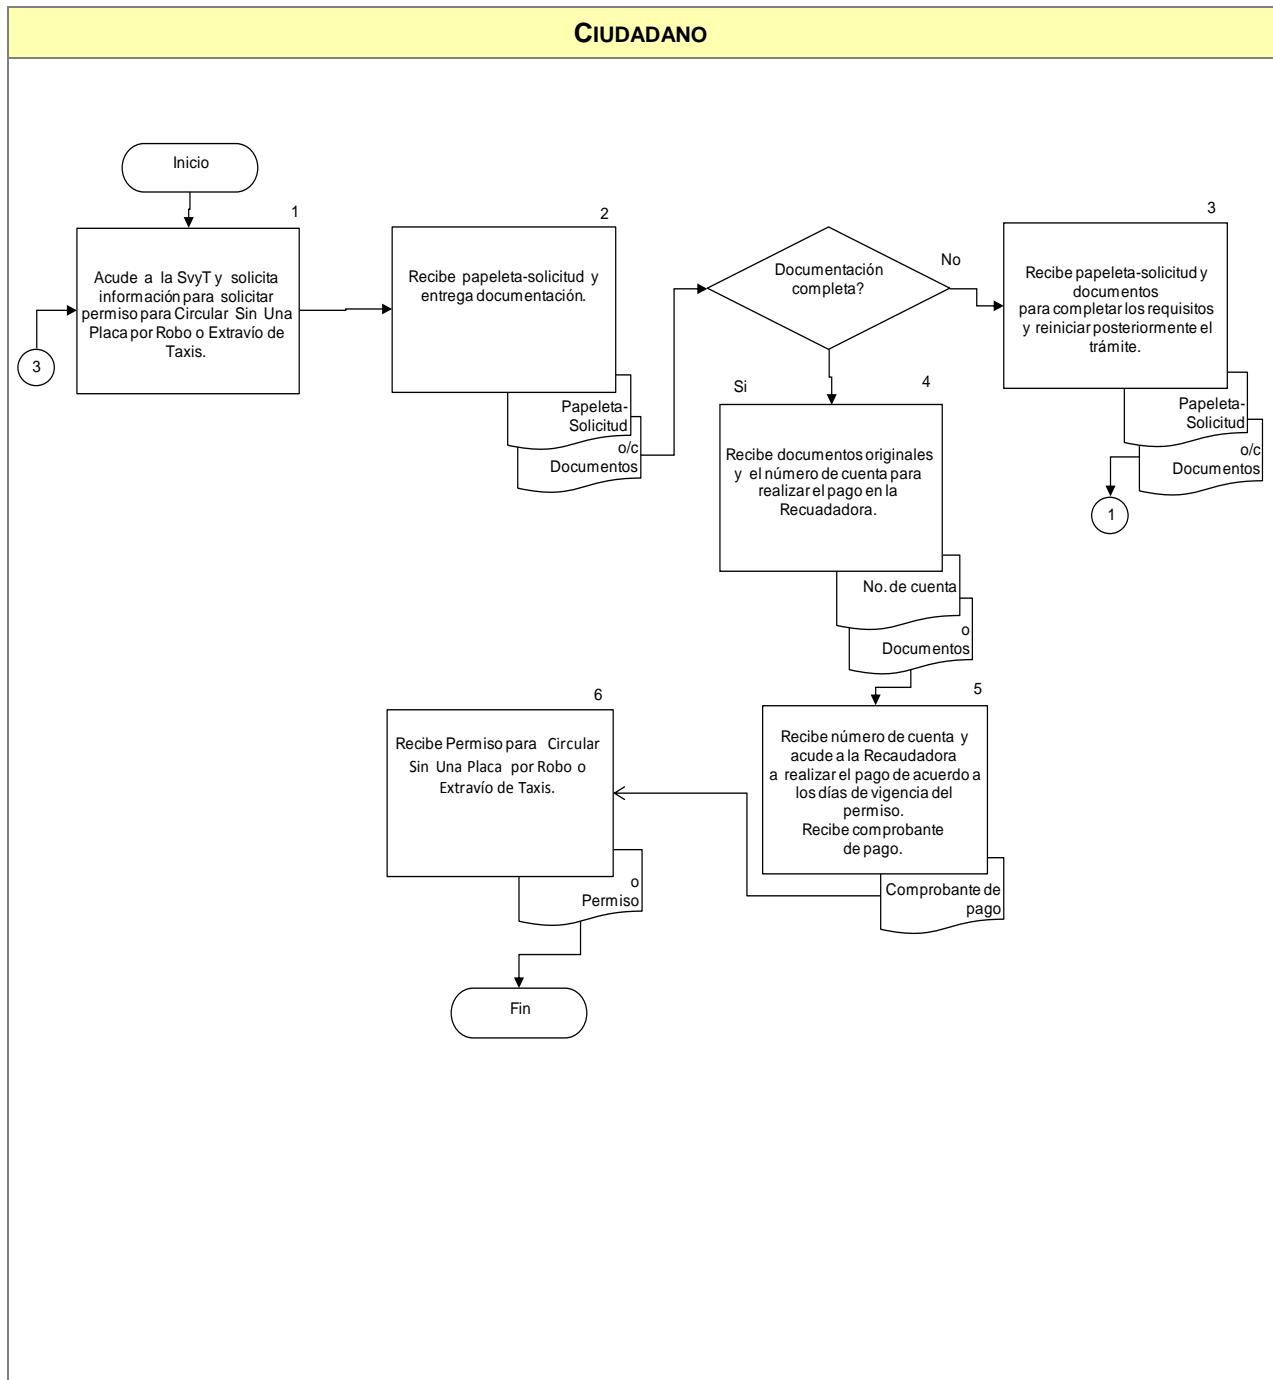 CIUDADANO
Inicio
1
Acude a la SvyT y solicita
información para solicitar
permiso para Circular Sin Una
Placa por Robo o Extravío de
Taxis.
3
2
Recibe papeleta-solicitud y
entrega documentación.
Papeleta-
Solicitud
o/c
Documentos
Documentación
completa?
No
Si
3
Recibe papeleta-solicitud y
documentos
para completar los requisitos
y reiniciar posteriormente el
trámite.
Papeleta-
Solicitud
o/c
Documentos
1
4
Recibe documentos originales
y el número de cuenta para
realizar el pago en la
Recuadadora.
No. de cuenta
o
Documentos
5
Recibe número de cuenta y
acude a la Recaudadora
a realizar el pago de acuerdo a
los días de vigencia del
permiso.
Recibe comprobante
de pago.
Comprobante de
pago
6
Recibe Permiso para Circular
Sin Una Placa por Robo o
Extravío de Taxis.
o
Permiso
Fin